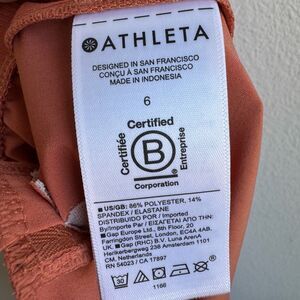 ATHLETA
DESIGNED IN SAN FRANCISCO
CONÇU À SAN FRANCISCO
MADE IN INDONESIA
6
Certified
Certifiée
B
Entreprise
Corporation
■ US/GB: 86% POLYESTER, 14%
SPANDEX / ELASTANE
DISTRIBUIDO POR / Imported
By/Importé Par / ΕΙΣΑΓΕΤΑΙ ΑΠΟ ΤΗΝ:
■ Gap Europe Ltd., 6th Floor, 20
Farringdon Street, London, EC4A 4AB.
UK ■ Gap (RHC) B.V. Luna ArenA
Herikerbergweg 238 Amsterdam 1101
CM, Netherlands
RN 54023 / CA 17897
30
1166